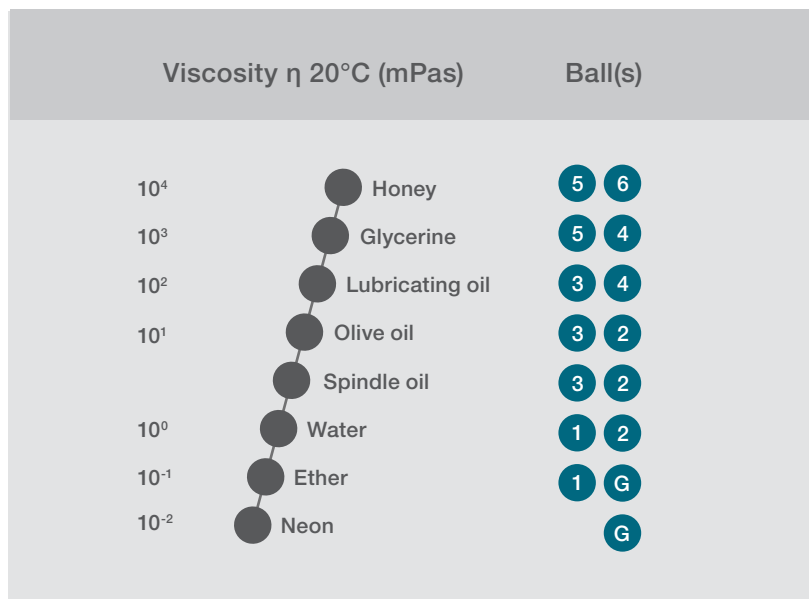 Viscosity η 20°C (mPas) Ball(s)
10⁴ Honey 5 6
10³ Glycerine 5 4
10² Lubricating oil 3 4
10¹ Olive oil 3 2
Spindle oil 3 2
10⁰ Water 1 2
10⁻¹ Ether 1 G
10⁻² Neon G